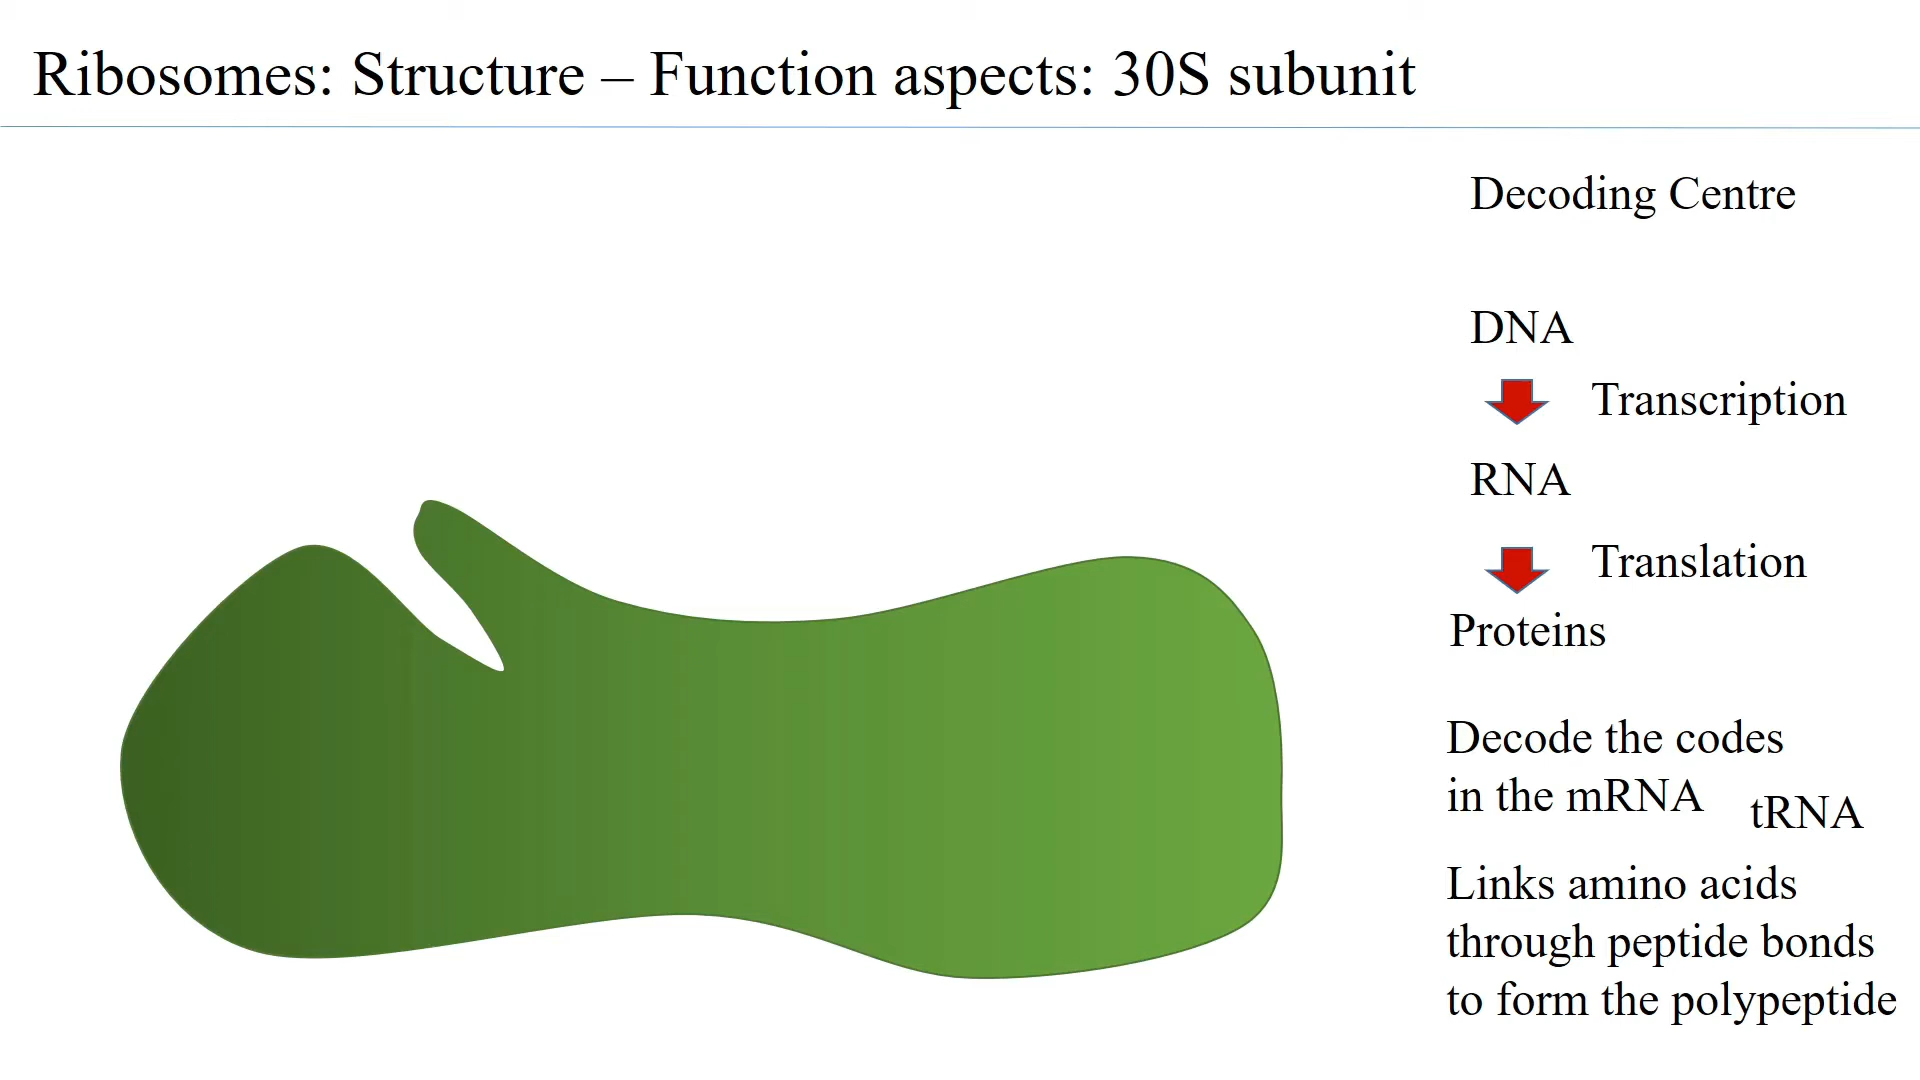 Ribosomes: Structure – Function aspects: 30S subunit
Decoding Centre
DNA
Transcription
RNA
Translation
Proteins
Decode the codes
in the mRNA
tRNA
Links amino acids
through peptide bonds
to form the polypeptide